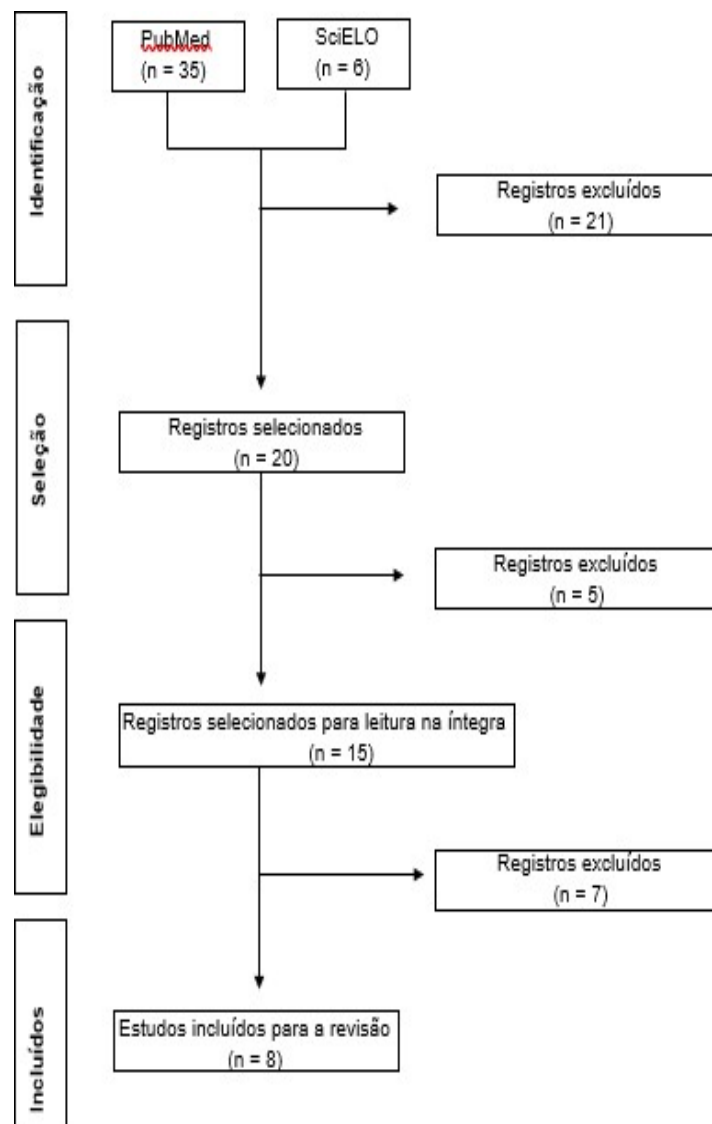 Identificação
PubMed
(n = 35)
SciELO
(n = 6)
Registros excluídos
(n = 21)
Seleção
Registros selecionados
(n = 20)
Registros excluídos
(n = 5)
Elegibilidade
Registros selecionados para leitura na íntegra
(n = 15)
Registros excluídos
(n = 7)
Incluídos
Estudos incluídos para a revisão
(n = 8)